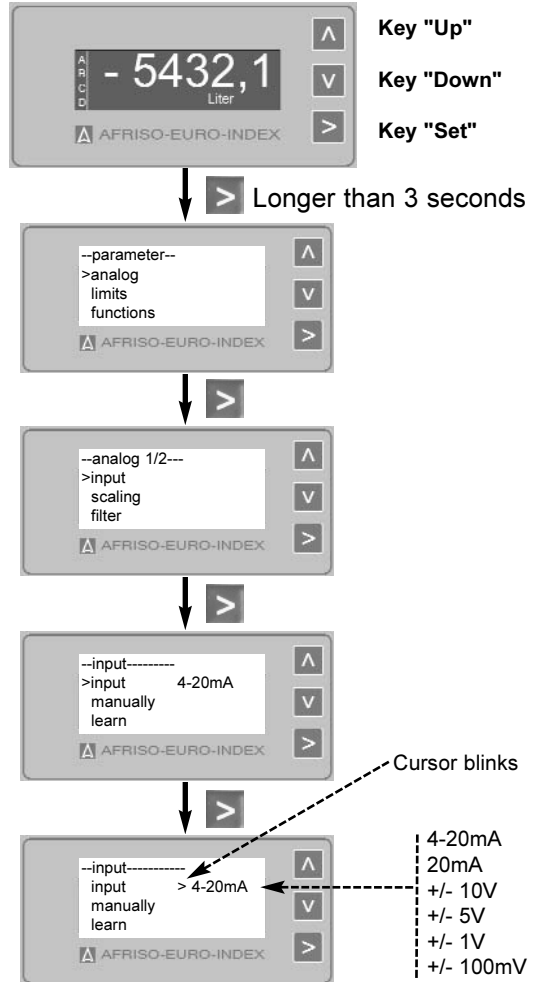 Key "Up"
A
B
C
D
- 5432,1
Liter
Key "Down"
AFRISO-EURO-INDEX
Key "Set"
> Longer than 3 seconds
--parameter--
>analog
limits
functions
AFRISO-EURO-INDEX
>
--analog 1/2---
>input
scaling
filter
AFRISO-EURO-INDEX
>
--input---------
>input 4-20mA
manually
learn
AFRISO-EURO-INDEX
Cursor blinks
>
--input-----------
input > 4-20mA
manually
learn
AFRISO-EURO-INDEX
4-20mA
20mA
+/- 10V
+/- 5V
+/- 1V
+/- 100mV